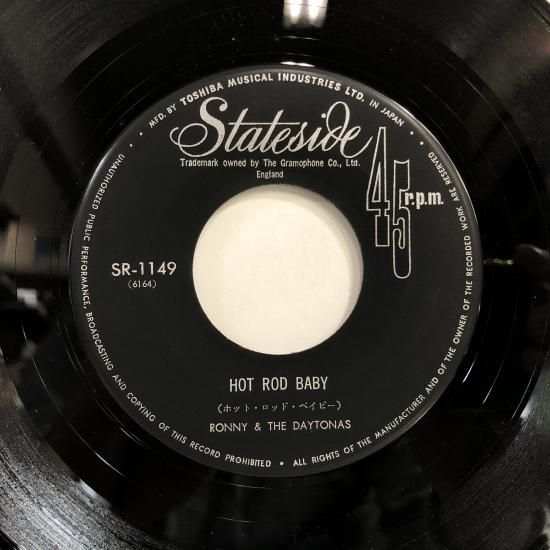 • MFD. BY TOSHIBA MUSICAL INDUSTRIES LTD. IN JAPAN •
Stateside
Trademark owned by The Gramophone Co., Ltd.
England
45 r.p.m.
SR-1149
(6164)
HOT ROD BABY
(ホット・ロッド・ベイビー)
RONNY & THE DAYTONAS
• UNAUTHORIZED PUBLIC PERFORMANCE, BROADCASTING AND COPYING OF THIS RECORD PROHIBITED • ALL RIGHTS OF THE MANUFACTURER AND OF THE OWNER OF THE RECORDED WORK ARE RESERVED •